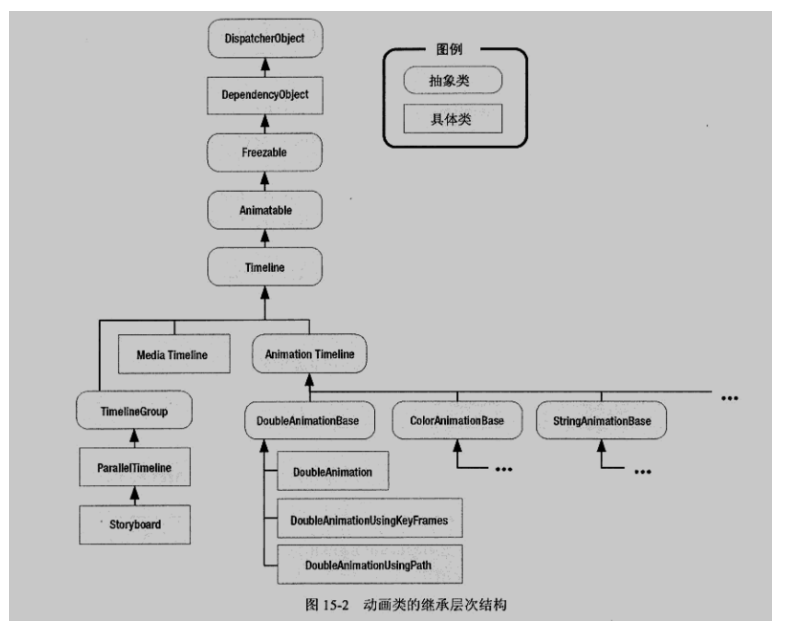 DispatcherObject
图例
抽象类
DependencyObject
具体类
Freezable
Animatable
Timeline
Media Timeline
Animation Timeline
•••
TimelineGroup
DoubleAnimationBase
ColorAnimationBase
StringAnimationBase
ParallelTimeline
DoubleAnimation
•••
•••
Storyboard
DoubleAnimationUsingKeyFrames
DoubleAnimationUsingPath
图 15-2 动画类的继承层次结构